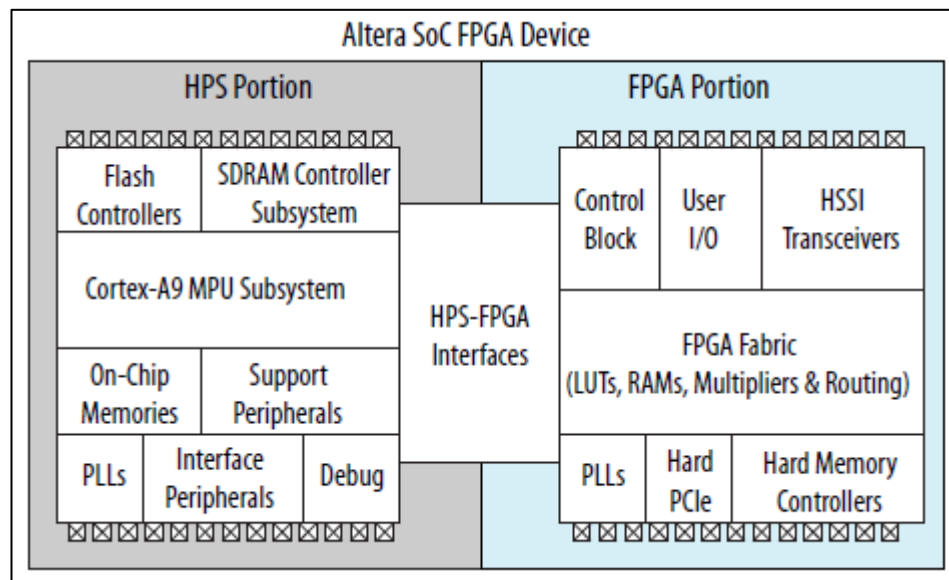 Altera SoC FPGA Device
HPS Portion
FPGA Portion
Flash
Controllers
SDRAM Controller
Subsystem
Cortex-A9 MPU Subsystem
On-Chip
Memories
Support
Peripherals
PLLs
Interface
Peripherals
Debug
HPS-FPGA
Interfaces
Control
Block
User
I/O
HSSI
Transceivers
FPGA Fabric
(LUTs, RAMs, Multipliers & Routing)
PLLs
Hard
PCIe
Hard Memory
Controllers